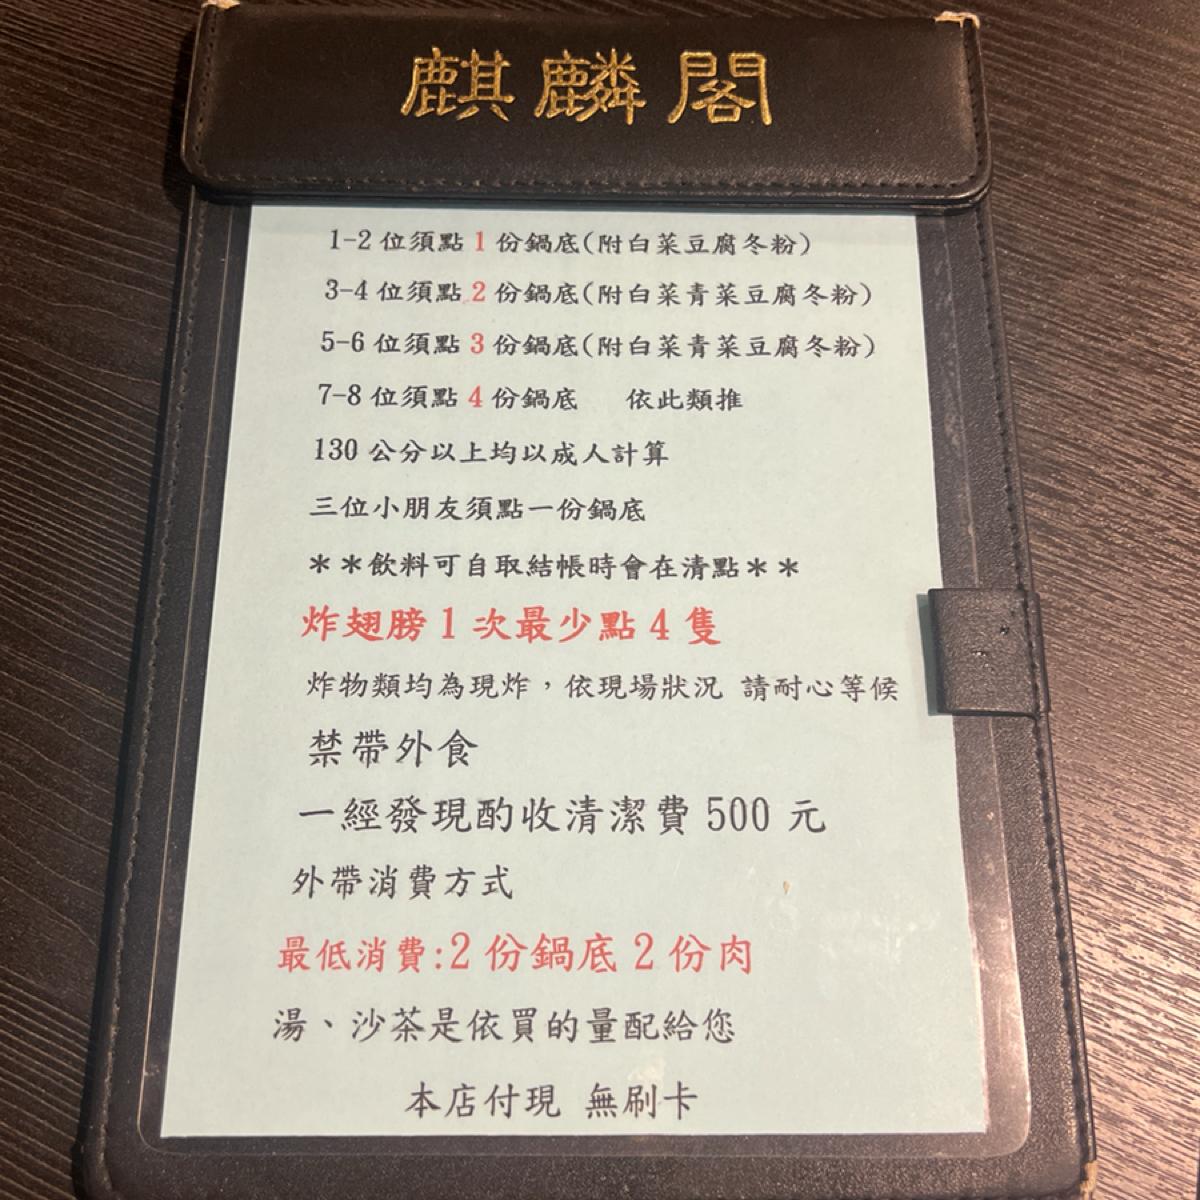 麒麟閣
1-2 位須點 1 份鍋底(附白菜豆腐冬粉)
3-4 位須點 2 份鍋底(附白菜青菜豆腐冬粉)
5-6 位須點 3 份鍋底(附白菜青菜豆腐冬粉)
7-8 位須點 4 份鍋底 依此類推
130 公分以上均以成人計算
三位小朋友須點一份鍋底
＊＊飲料可自取結帳時會在清點＊＊
炸翅膀 1 次最少點 4 隻
炸物類均為現炸，依現場狀況 請耐心等候
禁帶外食
一經發現酌收清潔費 500 元
外帶消費方式
最低消費:2 份鍋底 2 份肉
湯、沙茶是依買的量配給您
本店付現 無刷卡